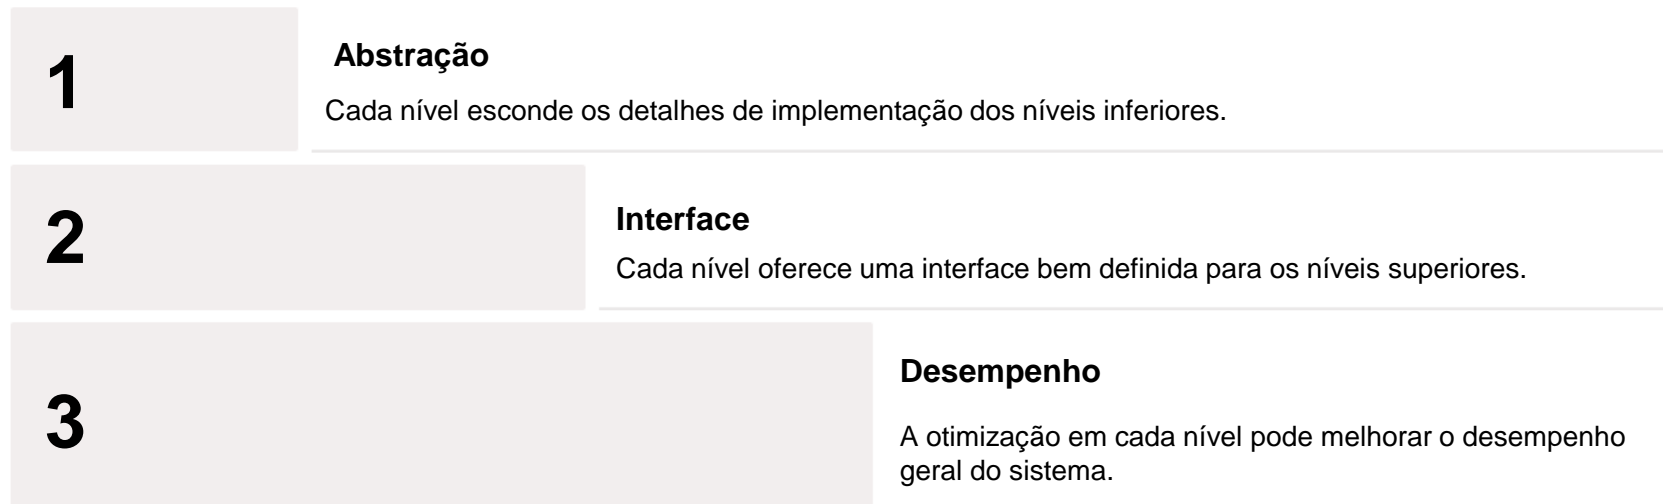 1
Abstração
Cada nível esconde os detalhes de implementação dos níveis inferiores.
2
Interface
Cada nível oferece uma interface bem definida para os níveis superiores.
3
Desempenho
A otimização em cada nível pode melhorar o desempenho
geral do sistema.